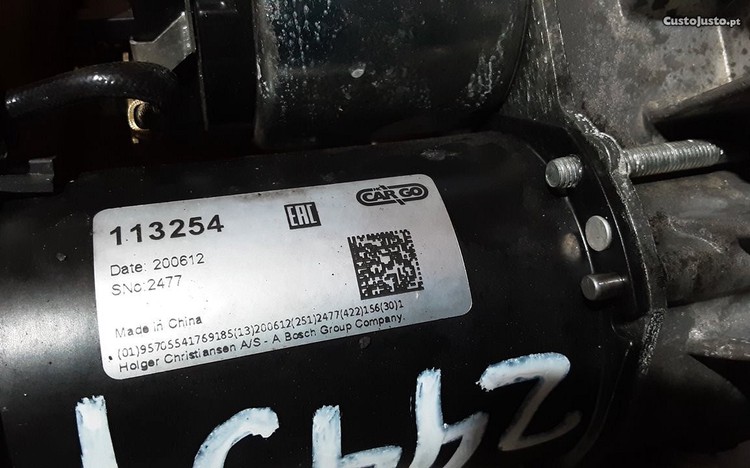 CustoJusto.pt
113254
EAC
CARGO
Date: 200612
SNo:2477
Made in China
(01)95705541769185(13)200612(251)2477(422)156(30)1
Holger Christiansen A/S - A Bosch Group Company.